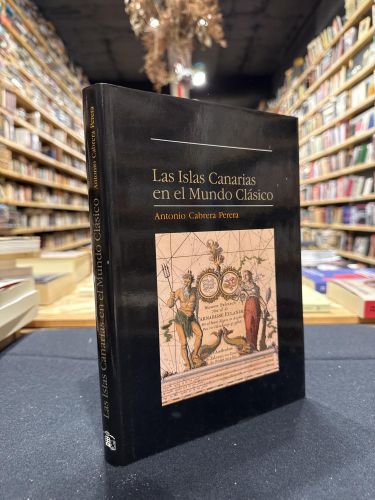 Las Islas Canarias
en el Mundo Clásico
Antonio Cabrera Perera
Las Islas Canarias en el Mundo Clásico
Antonio Cabrera Perera